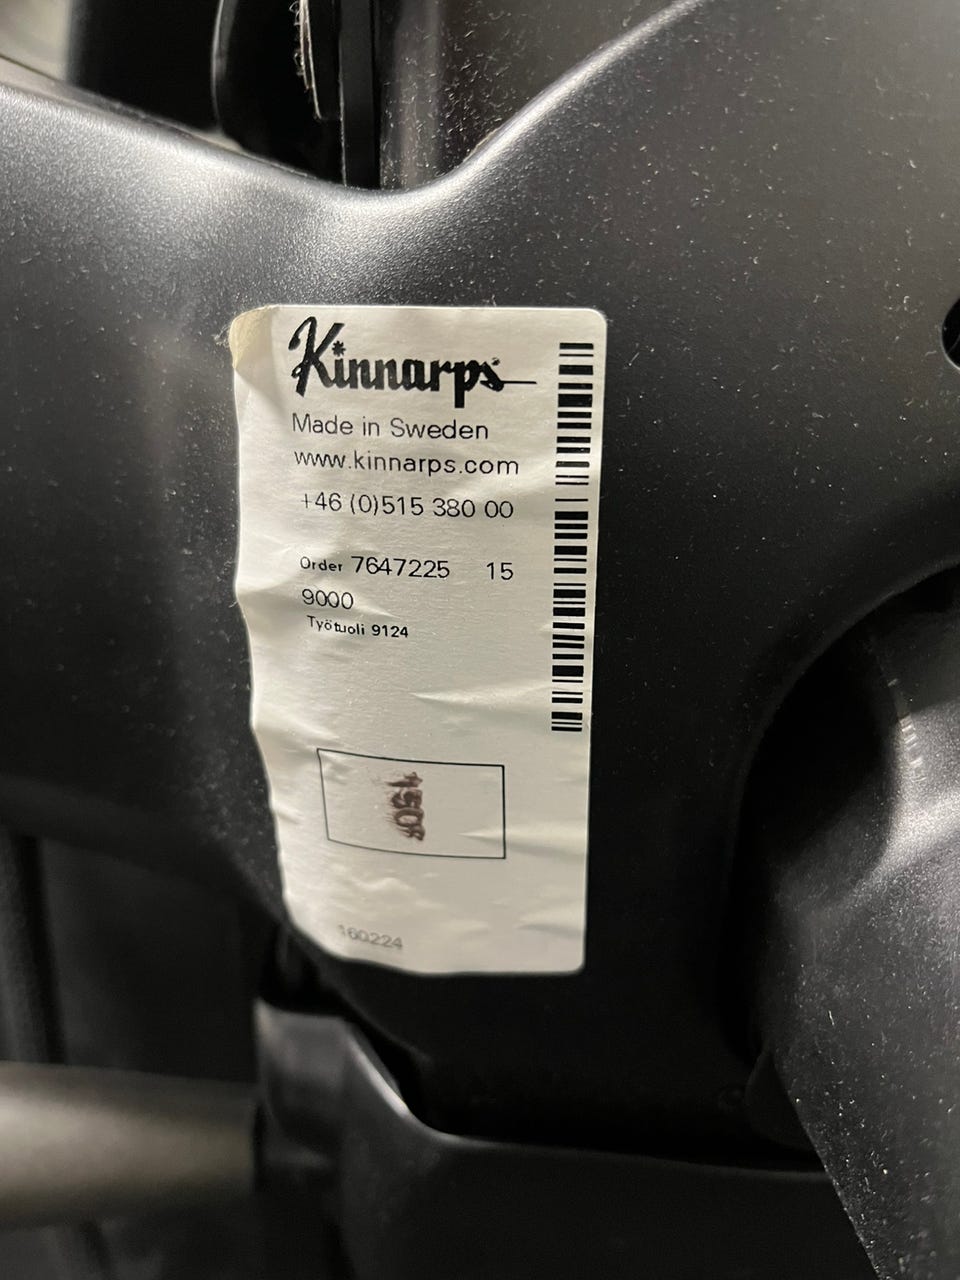 Kinnarps
Made in Sweden
www.kinnarps.com
+46 (0)515 380 00
Order 7647225 15
9000
Työtuoli 9124
160224